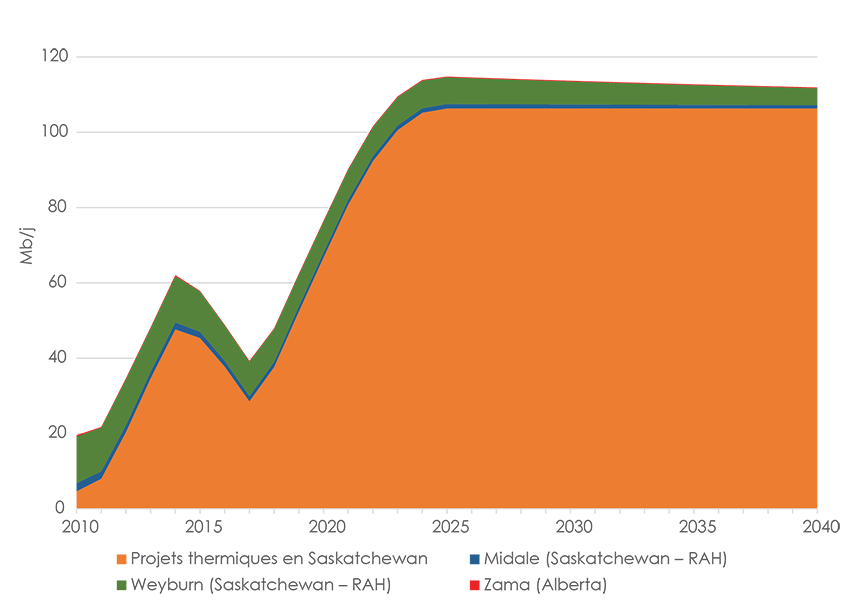 120
100
80
60
40
20
0
Mb/j
2010 2015 2020 2025 2030 2035 2040
Projets thermiques en Saskatchewan Midale (Saskatchewan – RAH)
Weyburn (Saskatchewan – RAH) Zama (Alberta)